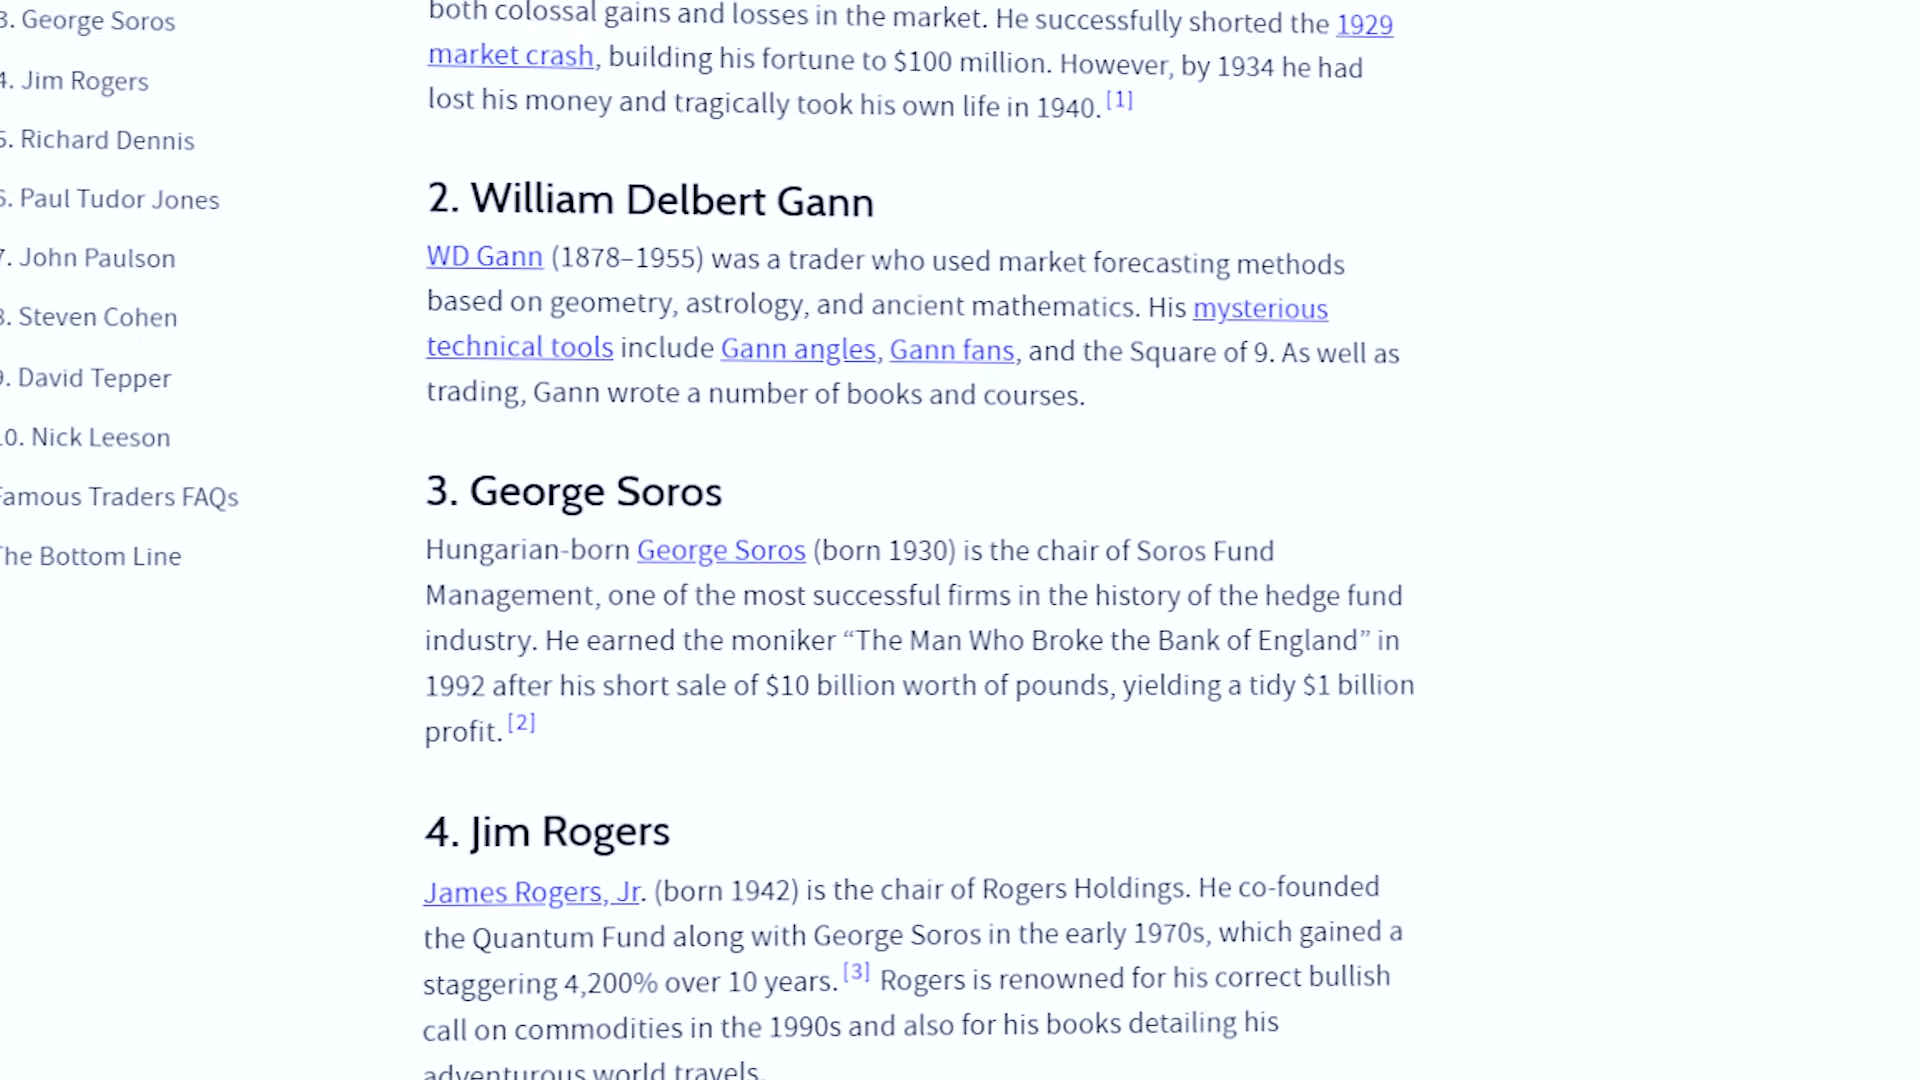 3. George Soros
4. Jim Rogers
5. Richard Dennis
6. Paul Tudor Jones
7. John Paulson
8. Steven Cohen
9. David Tepper
10. Nick Leeson
Famous Traders FAQs
The Bottom Line
both colossal gains and losses in the market. He successfully shorted the 1929
market crash, building his fortune to $100 million. However, by 1934 he had
lost his money and tragically took his own life in 1940. [1]
2. William Delbert Gann
WD Gann (1878–1955) was a trader who used market forecasting methods
based on geometry, astrology, and ancient mathematics. His mysterious
technical tools include Gann angles, Gann fans, and the Square of 9. As well as
trading, Gann wrote a number of books and courses.
3. George Soros
Hungarian-born George Soros (born 1930) is the chair of Soros Fund
Management, one of the most successful firms in the history of the hedge fund
industry. He earned the moniker “The Man Who Broke the Bank of England” in
1992 after his short sale of $10 billion worth of pounds, yielding a tidy $1 billion
profit. [2]
4. Jim Rogers
James Rogers, Jr. (born 1942) is the chair of Rogers Holdings. He co-founded
the Quantum Fund along with George Soros in the early 1970s, which gained a
staggering 4,200% over 10 years. [3] Rogers is renowned for his correct bullish
call on commodities in the 1990s and also for his books detailing his
adventurous world travels.